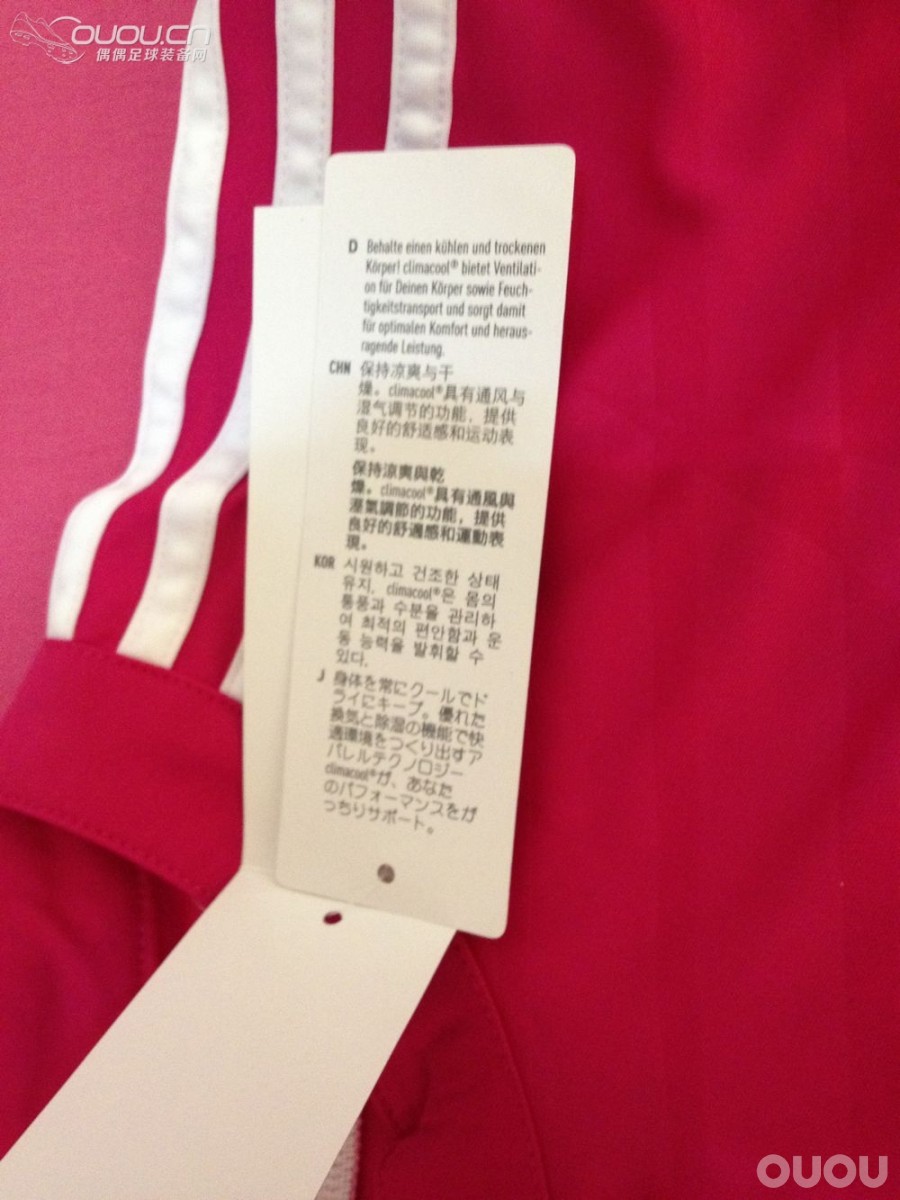 OUOU.CN
偶偶足球装备网
D Behalte einen kühlen und trockenen
Körper! climacool® bietet Ventilati-
on für Deinen Körper sowie Feuch-
tigkeitstransport und sorgt damit
für optimalen Komfort und heraus-
ragende Leistung.
CHN 保持凉爽与干
燥。climacool®具有通风与
湿气调节的功能，提供
良好的舒适感和运动表
现。
保持涼爽與乾
燥。climacool®具有通風與
溼氣調節的功能，提供
良好的舒適感和運動表
現。
KOR 시원하고 건조한 상태
유지, climacool®은 몸의
통풍과 수분을 관리하
여 최적의 편안함과 운
동 능력을 발휘할 수
있다.
J 身体を常にクールでド
ライにキープ。優れた
換気と除湿の機能で快
適環境をつくり出すア
パレルテクノロジー
climacool®が、あなた
のパフォーマンスをが
っちりサポート。
OUOU